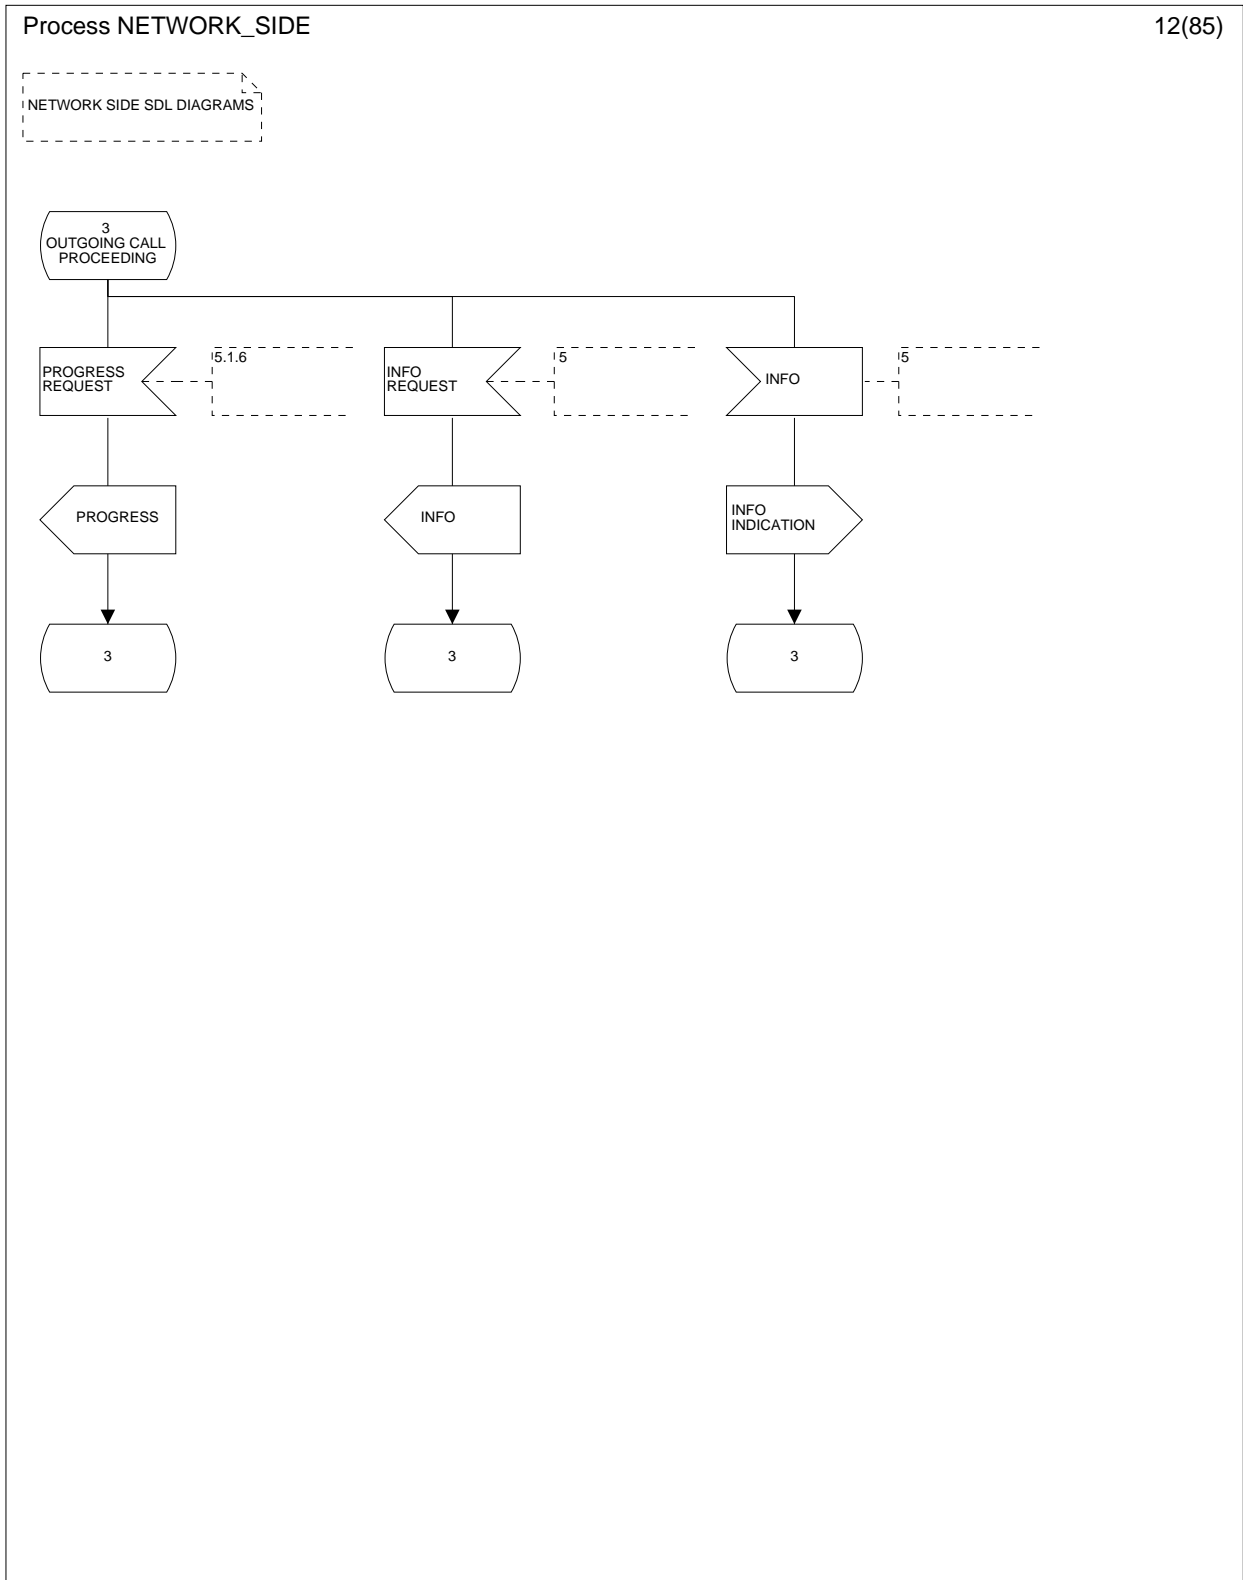 Process NETWORK_SIDE
12(85)
NETWORK SIDE SDL DIAGRAMS
3
OUTGOING CALL
PROCEEDING
PROGRESS
REQUEST
5.1.6
INFO
REQUEST
5
INFO
5
PROGRESS
INFO
INFO
INDICATION
3
3
3